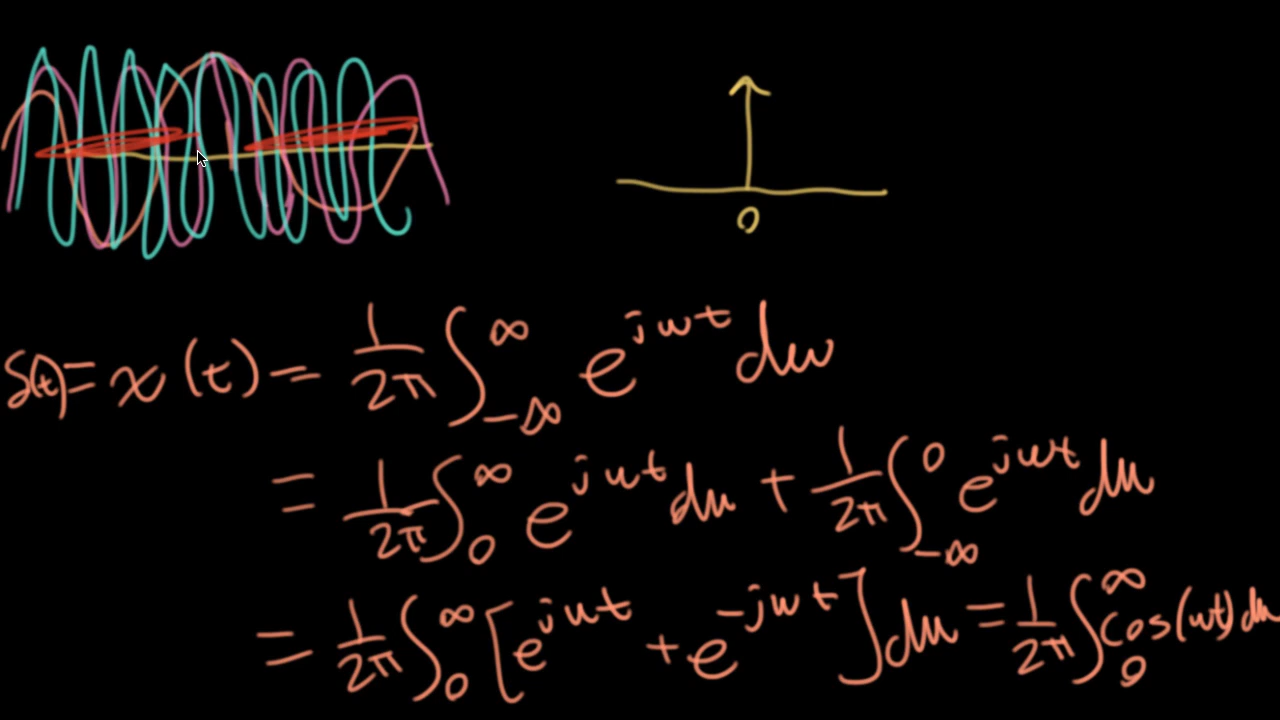 0
δ(t) = x(t) = 1/2π ∫_{-∞}^{∞} e^{jωt} dω
= 1/2π ∫_{0}^{∞} e^{jωt} dω + 1/2π ∫_{-∞}^{0} e^{jωt} dω
= 1/2π ∫_{0}^{∞} [e^{jωt} + e^{-jωt}] dω = 1/2π ∫_{0}^{∞} cos(ωt) dω